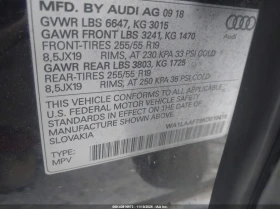 MFD BY AUDI AG 09 18
GVWR LBS 6647, KG 3015
GAWR FRONT LBS 3241, KG 1470
FRONT-TIRES 255/55 R19
8,5JX19 RIMS, AT 230 KPA 33 PSI COLD
GAWR REAR LBS 3803, KG 1725
REAR-TIRES 255/55 R19
8,5JX19 RIMS, AT 250 KPA 36 PSI COLD
THIS VEHICLE CONFORMS TO ALL APPLICABLE
U.S. FEDERAL MOTOR VEHICLE SAFETY STANDARDS
IN EFFECT ON THE DATE OF MANUFACTURE
SLOVAKIA
TYPE:
MPV